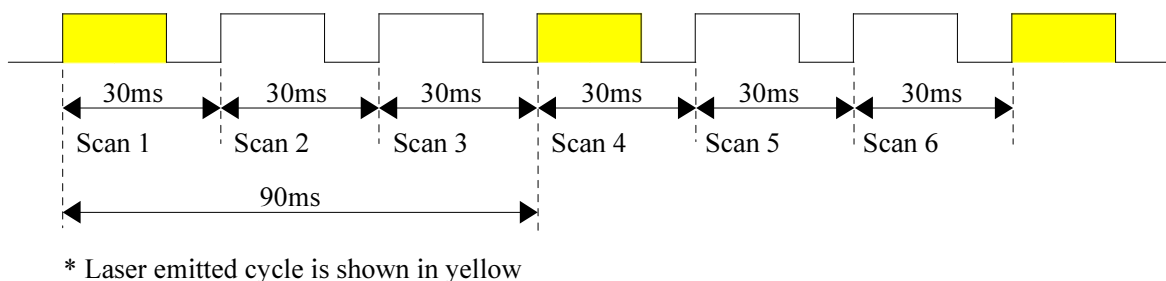 30ms 30ms 30ms 30ms 30ms 30ms
Scan 1 Scan 2 Scan 3 Scan 4 Scan 5 Scan 6
90ms
* Laser emitted cycle is shown in yellow